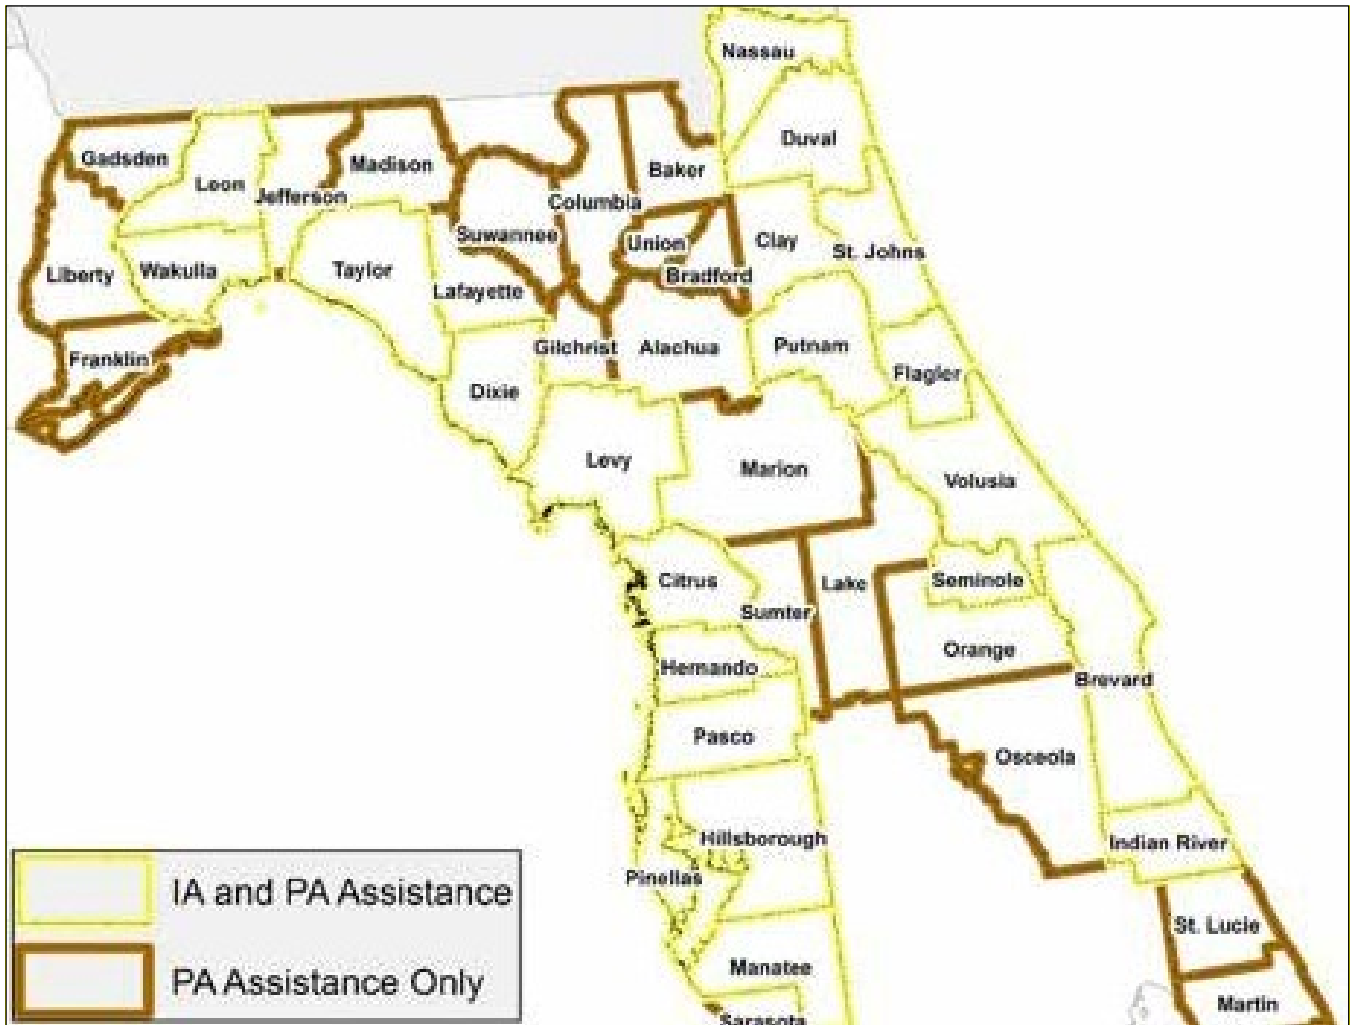 Nassau
Duval
Gadsden
Leon
Jefferson
Madison
Baker
Columbia
Suwannee
Union
Clay
St. Johns
Liberty
Wakulla
Taylor
Lafayette
Bradford
Franklin
Gilchrist
Alachua
Putnam
Flagler
Dixie
Levy
Marion
Volusia
Citrus
Lake
Seminole
Sumter
Orange
Hernando
Brevard
Pasco
Osceola
Hillsborough
Indian River
Pinellas
St. Lucie
Manatee
Martin
Sarasota
IA and PA Assistance
PA Assistance Only